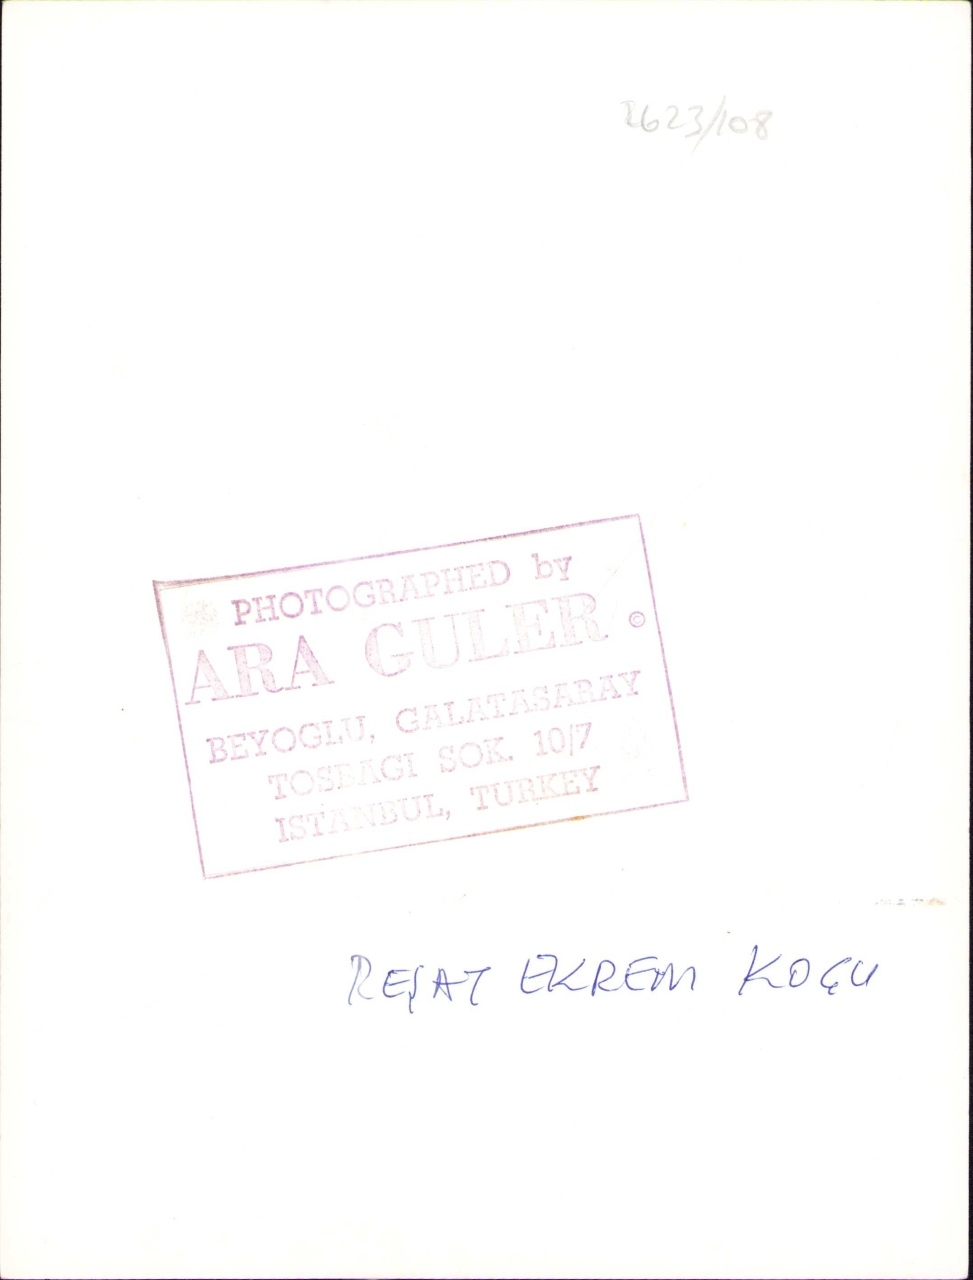 2623/108
PHOTOGRAPHED by
ARA GULER ©
BEYOGLU, GALATASARAY
TOSBAGI SOK. 10/7
ISTANBUL, TURKEY
REŞAT EKREM KOÇU